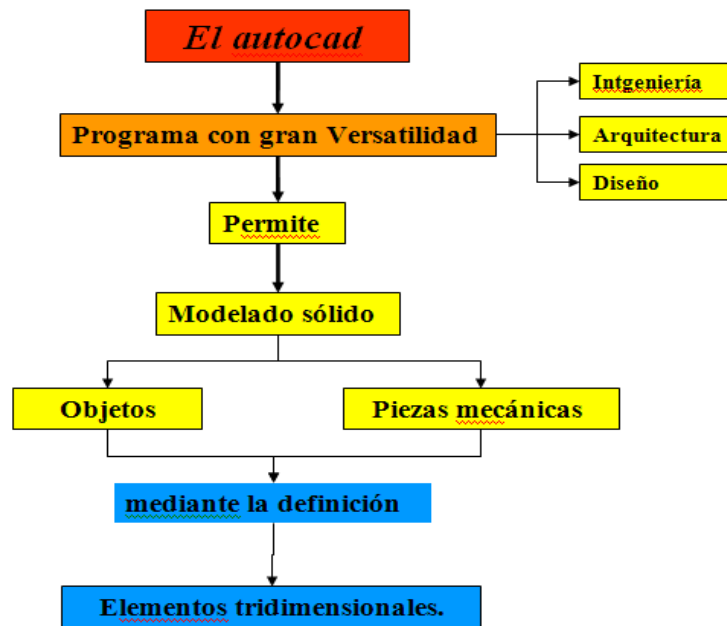 El autocad
Programa con gran Versatilidad
Intgeniería
Arquitectura
Diseño
Permite
Modelado sólido
Objetos
Piezas mecánicas
mediante la definición
Elementos tridimensionales.